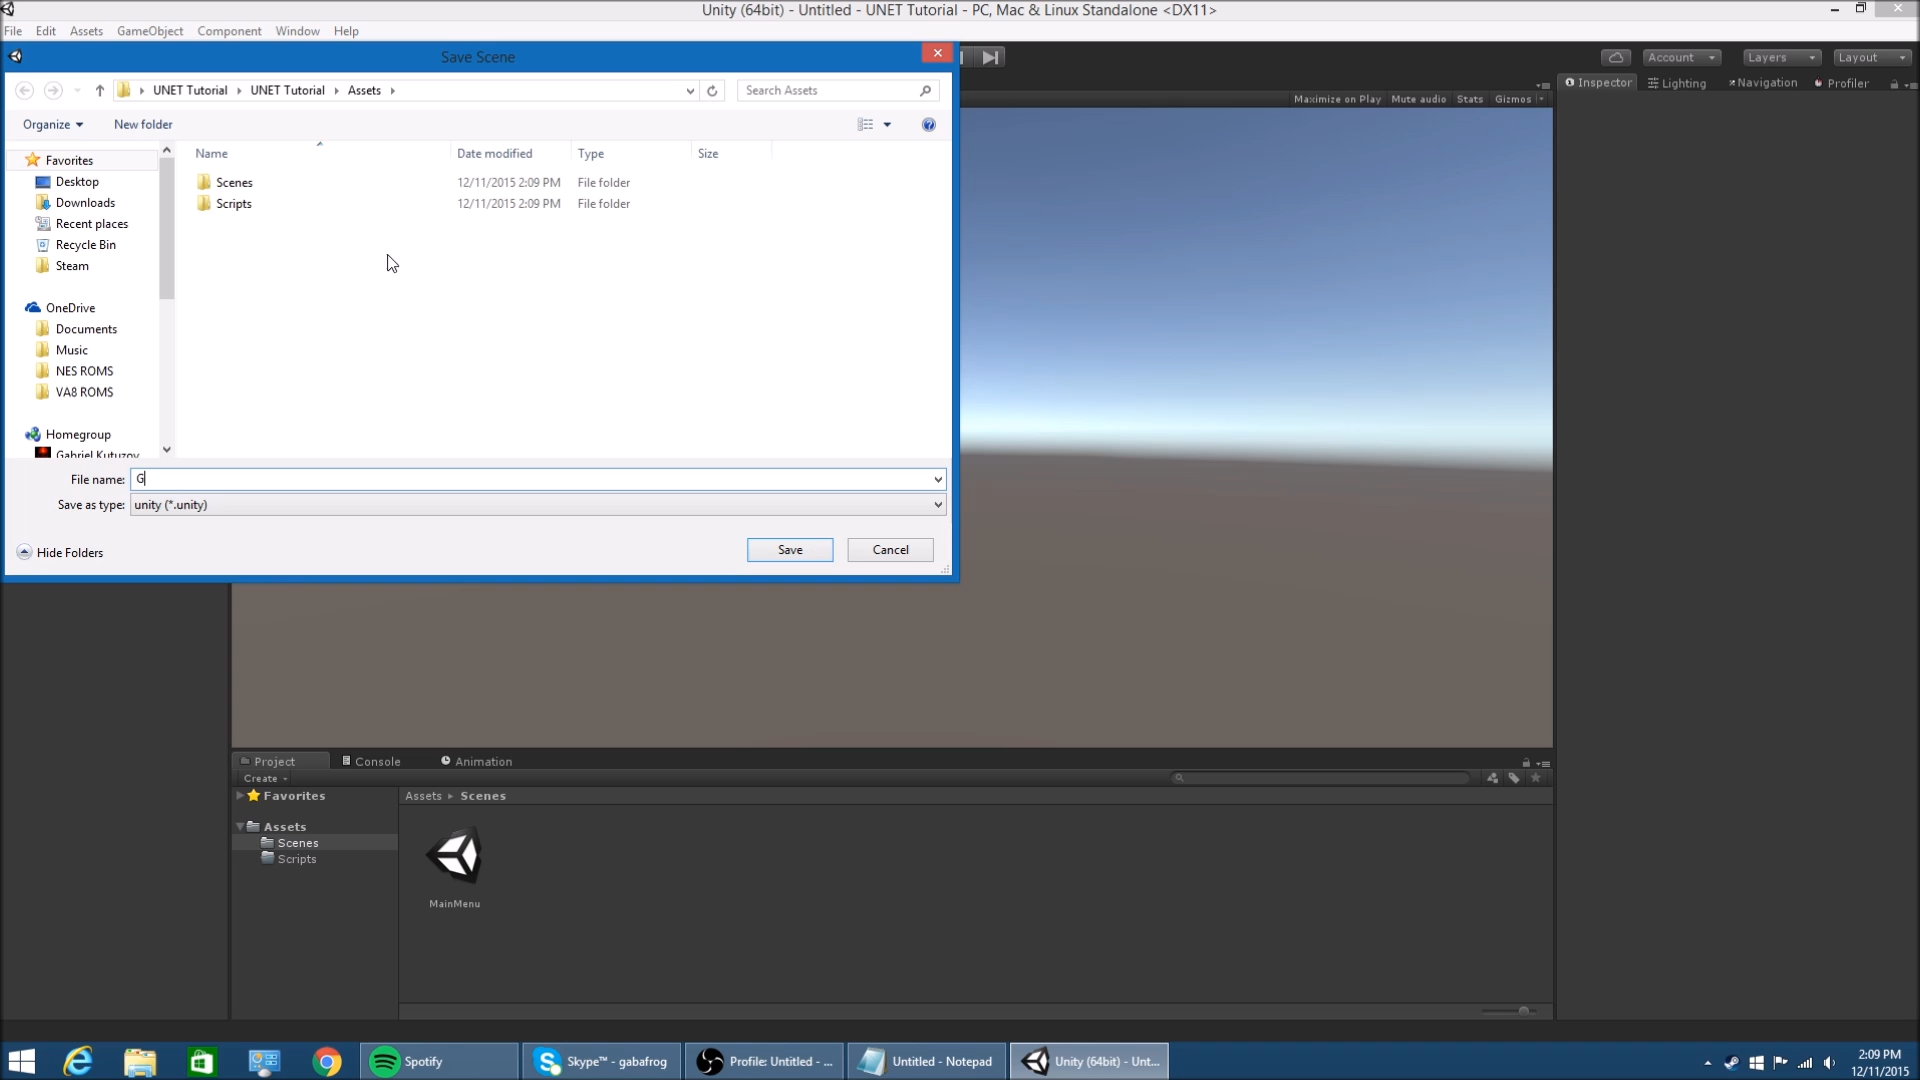 Unity (64bit) - Untitled - UNET Tutorial - PC, Mac & Linux Standalone <DX11>
File Edit Assets GameObject Component Window Help
Save Scene
Account Layers Layout
UNET Tutorial UNET Tutorial Assets
Search Assets
Inspector Lighting Navigation Profiler
Maximize on Play Mute audio Stats Gizmos
Organize New folder
Name Date modified Type Size
Favorites
Desktop
Downloads
Recent places
Recycle Bin
Steam
OneDrive
Documents
Music
NES ROMS
VA8 ROMS
Homegroup
Gabriel Kutuzov
Scenes 12/11/2015 2:09 PM File folder
Scripts 12/11/2015 2:09 PM File folder
File name: G
Save as type: unity (*.unity)
Hide Folders
Save Cancel
Project Console Animation
Create
Favorites
Assets
Scenes
Scripts
Assets Scenes
MainMenu
Spotify
Skype™ - gabafrog
Profile: Untitled - ...
Untitled - Notepad
Unity (64bit) - Unt...
2:09 PM
12/11/2015